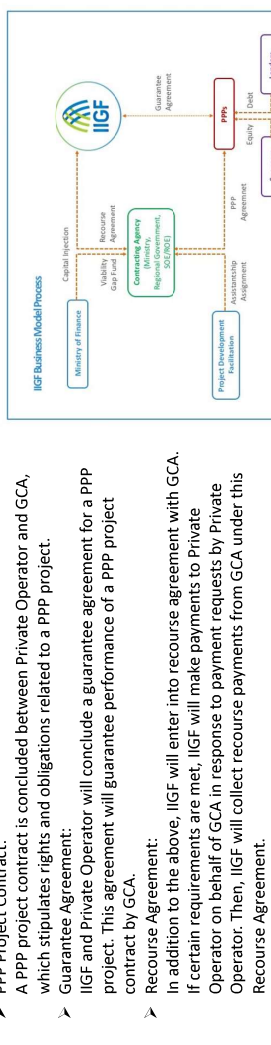 PPP Project Contract:
A PPP project contract is concluded between Private Operator and GCA,
which stipulates rights and obligations related to a PPP project.
➤ Guarantee Agreement:
IIGF and Private Operator will conclude a guarantee agreement for a PPP
project. This agreement will guarantee performance of a PPP project
contract by GCA.
➤ Recourse Agreement:
In addition to the above, IIGF will enter into recourse agreement with GCA.
If certain requirements are met, IIGF will make payments to Private
Operator on behalf of GCA in response to payment requests by Private
Operator. Then, IIGF will collect recourse payments from GCA under this
Recourse Agreement.
IIGF Business Model Process
Capital Injection
Ministry of Finance
IIGF
Viability
Gap Fund
Recourse
Agreement
Contracting Agency
(Ministry,
Regional Government,
SOE/ROE)
Guarantee
Agreement
Assistantship
Assignment
PPP
Agreemnet
Project Development
Facilitation
PPPs
Equity
Debt